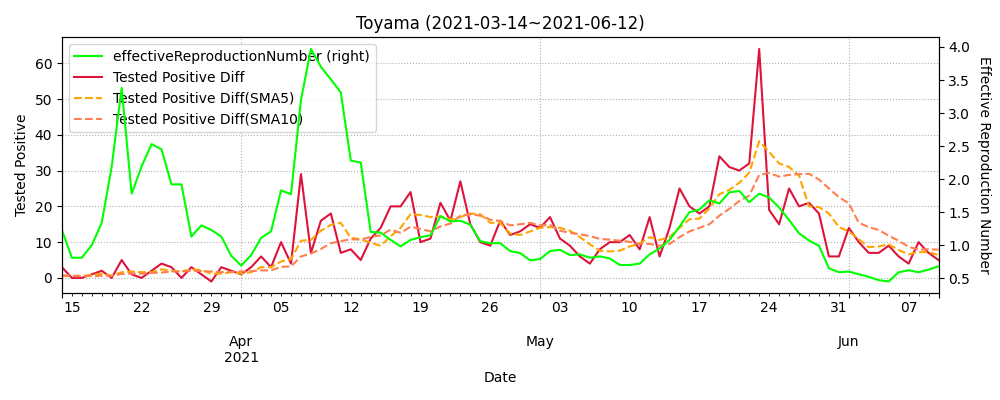 Toyama (2021-03-14~2021-06-12)
effectiveReproductionNumber (right)
Tested Positive Diff
Tested Positive Diff(SMA5)
Tested Positive Diff(SMA10)
Tested Positive
60
50
40
30
20
10
0
4.0
3.5
3.0
2.5
2.0
1.5
1.0
0.5
Effective Reproduction Number
15 22 29 05 12 19 26 03 10 17 24 31 07
Apr May Jun
2021
Date